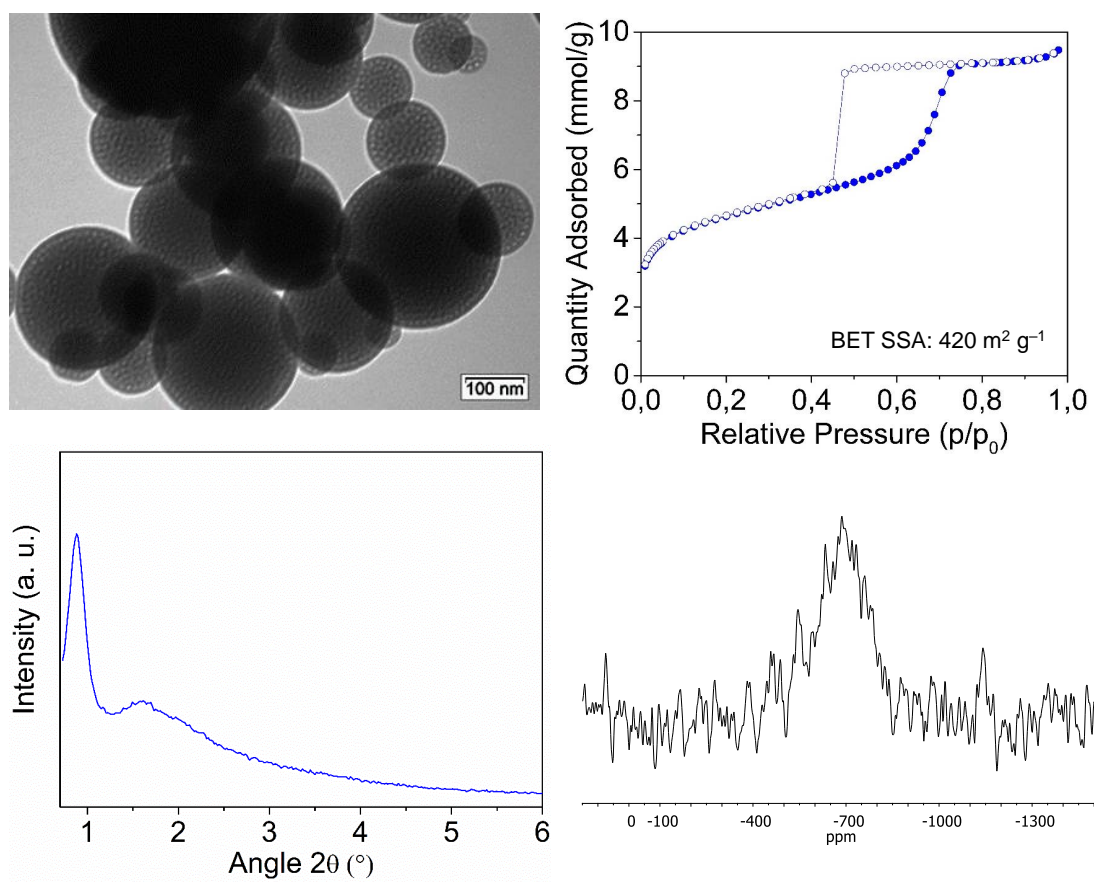 100 nm
Quantity Adsorbed (mmol/g)
10
8
6
4
2
0
BET SSA: 420 m² g⁻¹
0,0 0,2 0,4 0,6 0,8 1,0
Relative Pressure (p/p₀)
Intensity (a. u.)
1 2 3 4 5 6
Angle 2θ (°)
0 -100 -400 -700 -1000 -1300
ppm